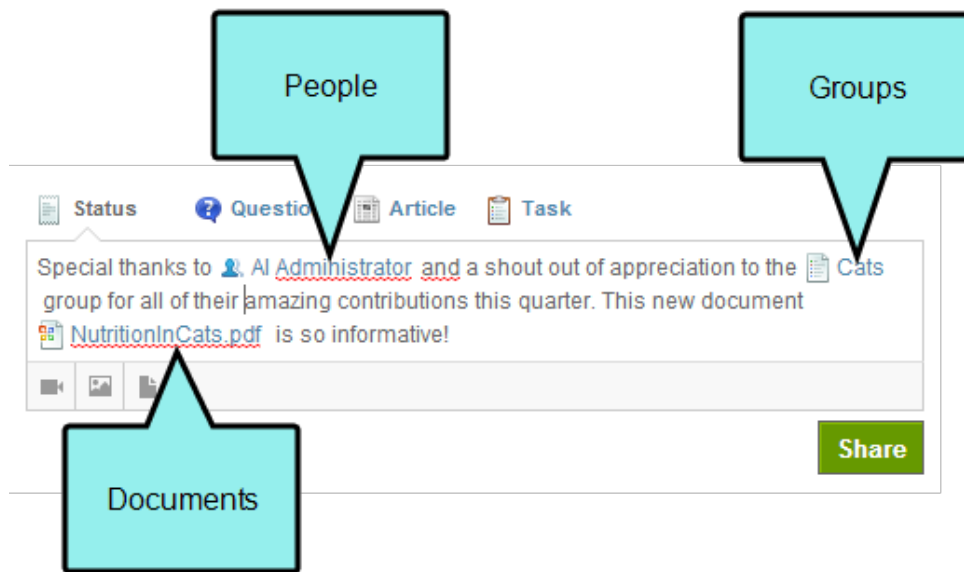 People
Groups
Status Questio Article Task
Special thanks to Al Administrator and a shout out of appreciation to the Cats
group for all of their amazing contributions this quarter. This new document
NutritionInCats.pdf is so informative!
Share
Documents